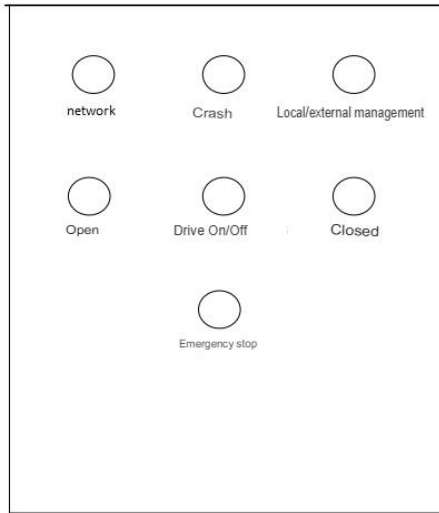 network Crash Local/external management
Open Drive On/Off Closed
Emergency stop